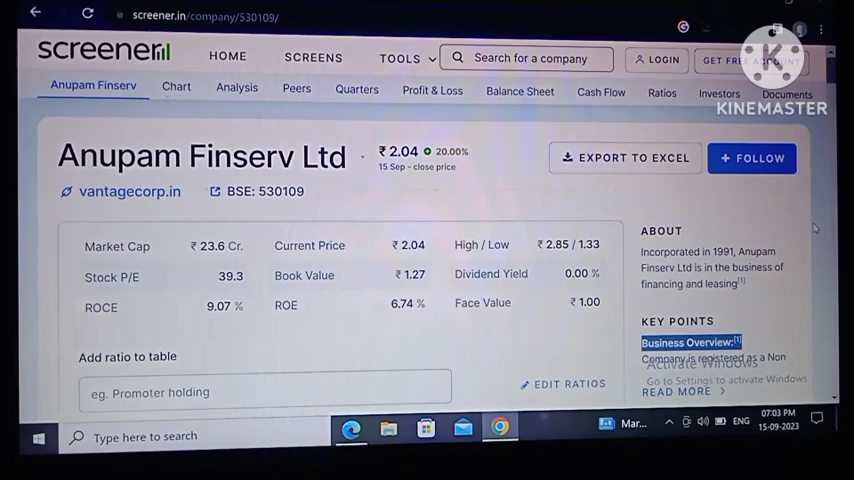 screener.in/company/530109/
screener
HOME
SCREENS
TOOLS
Search for a company
LOGIN
GET FREE ACCOUNT
KINEMASTER
Anupam Finserv
Chart
Analysis
Peers
Quarters
Profit & Loss
Balance Sheet
Cash Flow
Ratios
Investors
Documents
Anupam Finserv Ltd
₹ 2.04 20.00%
15 Sep - close price
EXPORT TO EXCEL
+ FOLLOW
vantagecorp.in
BSE: 530109
Market Cap ₹ 23.6 Cr.
Current Price ₹ 2.04
High / Low ₹ 2.85 / 1.33
Stock P/E 39.3
Book Value ₹ 1.27
Dividend Yield 0.00 %
ROCE 9.07 %
ROE 6.74 %
Face Value ₹ 1.00
Add ratio to table
eg. Promoter holding
EDIT RATIOS
ABOUT
Incorporated in 1991, Anupam
Finserv Ltd is in the business of
financing and leasing[1]
KEY POINTS
Business Overview:[1]
Company is registered as a Non
READ MORE
Activate Windows
Go to Settings to activate Windows.
Type here to search
Mar...
ENG
07:03 PM
15-09-2023